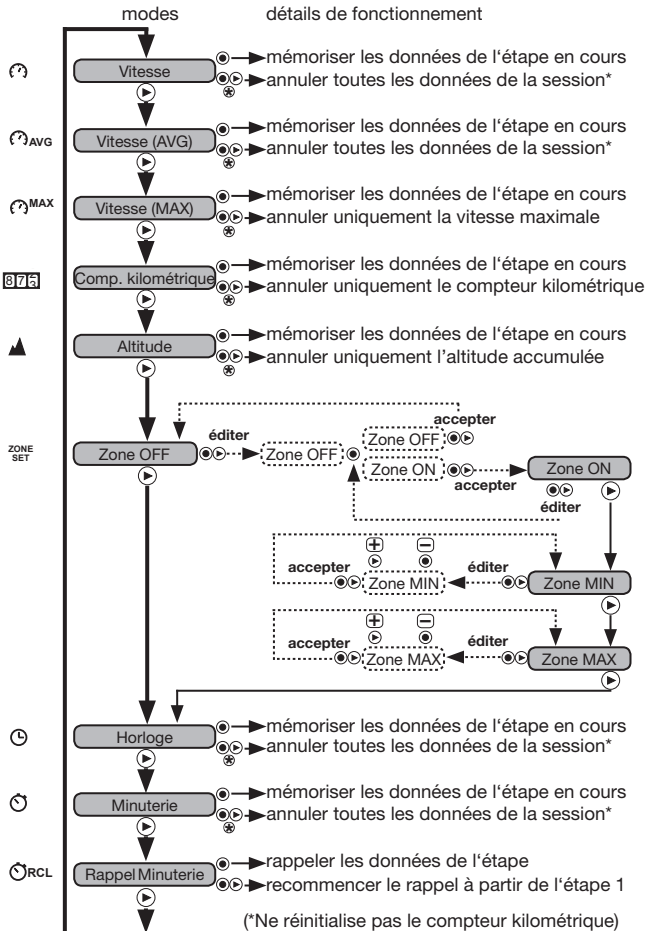 modes détails de fonctionnement
Vitesse mémoriser les données de l‘étape en cours
annuler toutes les données de la session*
AVG Vitesse (AVG) mémoriser les données de l‘étape en cours
annuler toutes les données de la session*
MAX Vitesse (MAX) mémoriser les données de l‘étape en cours
annuler uniquement la vitesse maximale
Comp. kilométrique mémoriser les données de l‘étape en cours
annuler uniquement le compteur kilométrique
Altitude mémoriser les données de l‘étape en cours
annuler uniquement l’altitude accumulée
accepter
ZONE
SET
Zone OFF éditer Zone OFF Zone OFF
Zone ON accepter Zone ON
éditer
+ −
accepter Zone MIN éditer Zone MIN
+ −
accepter Zone MAX éditer Zone MAX
Horloge mémoriser les données de l‘étape en cours
annuler toutes les données de la session*
Minuterie mémoriser les données de l‘étape en cours
annuler toutes les données de la session*
RCL Rappel Minuterie rappeler les données de l‘étape
recommencer le rappel à partir de l‘étape 1
(*Ne réinitialise pas le compteur kilométrique)